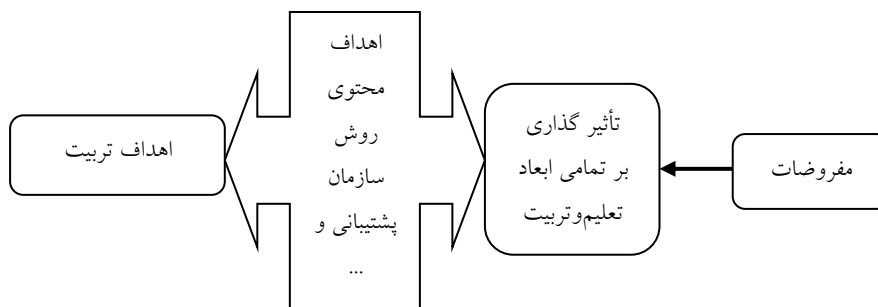 مفروضات
تأثیر گذاری
بر تمامی ابعاد
تعلیم‌وتربیت
اهداف
محتوی
روش
سازمان
پشتیبانی و
...
اهداف تربیت